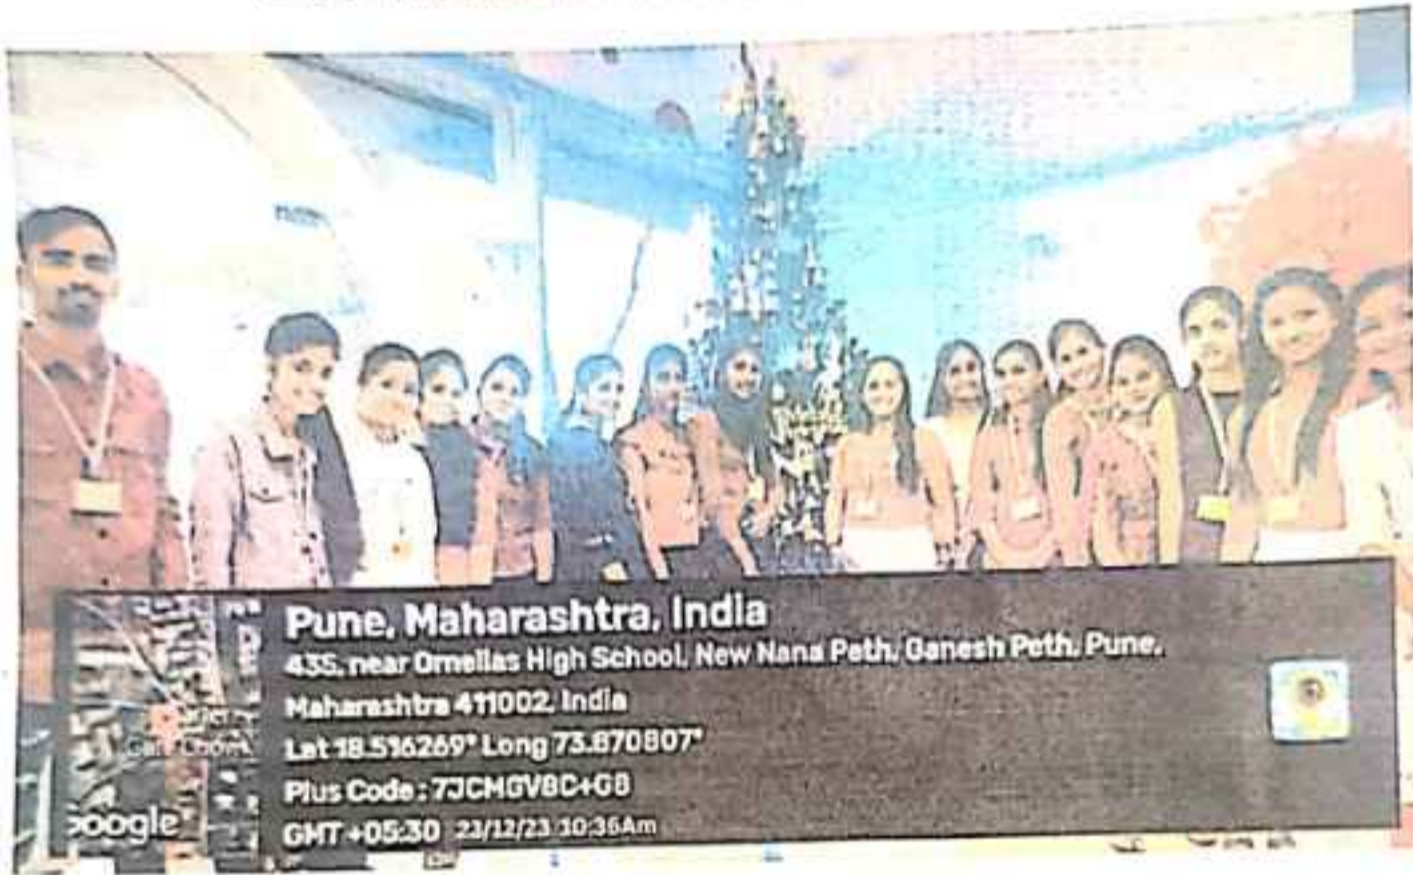 Pune, Maharashtra, India
435, near Ornellas High School, New Nana Peth, Ganesh Peth, Pune,
Maharashtra 411002, India
Lat 18.516269° Long 73.870807°
Plus Code : 7JCMGV8C+G8
GMT +05:30 23/12/23 10:36Am
Google